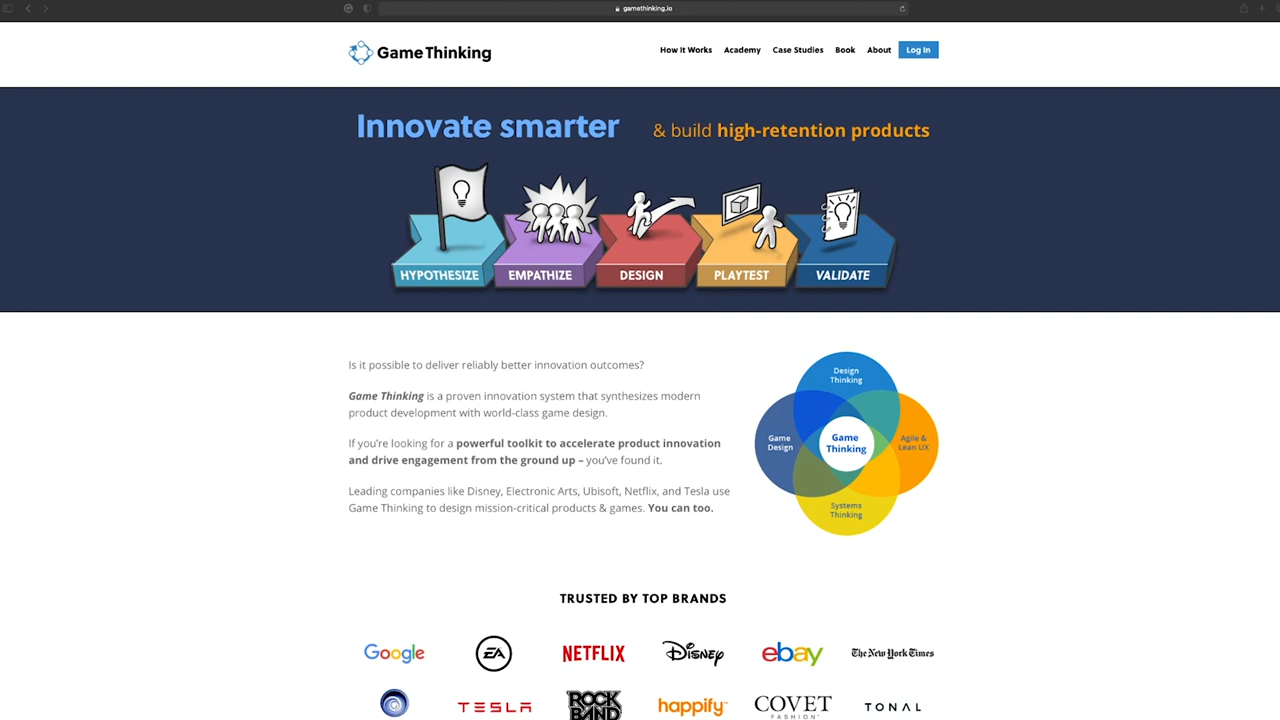 gamethinking.io
Game Thinking
How It Works Academy Case Studies Book About Log In
Innovate smarter & build high-retention products
HYPOTHESIZE EMPATHIZE DESIGN PLAYTEST VALIDATE
Is it possible to deliver reliably better innovation outcomes?
Game Thinking is a proven innovation system that synthesizes modern
product development with world-class game design.
If you're looking for a powerful toolkit to accelerate product innovation
and drive engagement from the ground up – you've found it.
Leading companies like Disney, Electronic Arts, Ubisoft, Netflix, and Tesla use
Game Thinking to design mission-critical products & games. You can too.
Design
Thinking
Game
Design
Game
Thinking
Agile &
Lean UX
Systems
Thinking
TRUSTED BY TOP BRANDS
Google EA NETFLIX Disney ebay The New York Times
TESLA ROCK BAND happify COVET FASHION TONAL